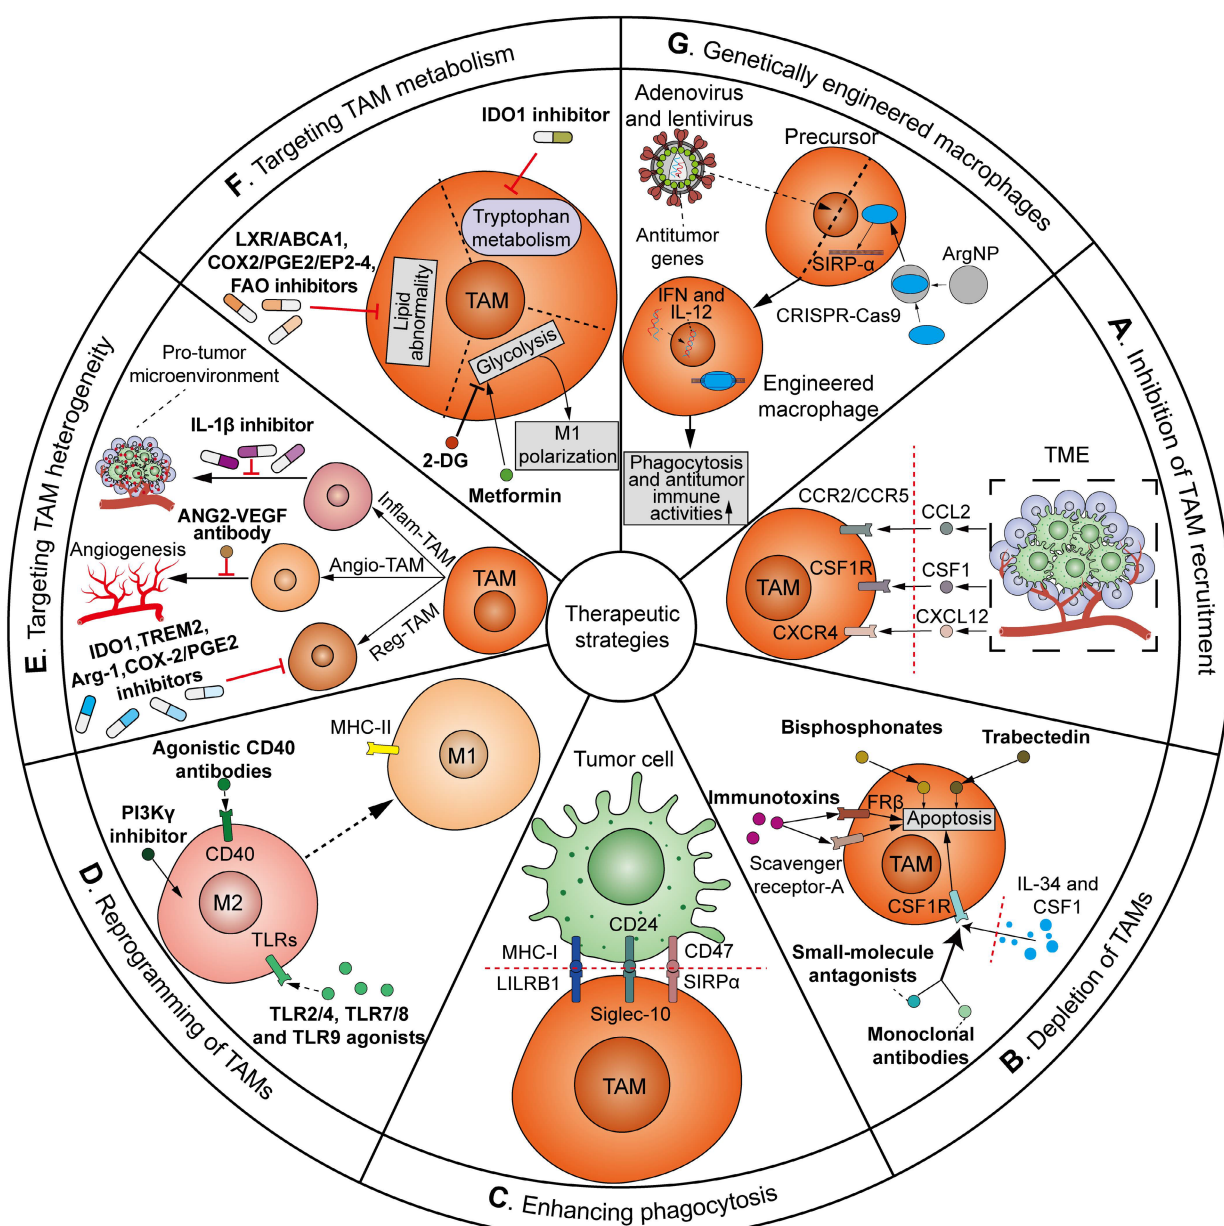 Therapeutic
strategies
A. Inhibition of TAM recruitment
TME
CCR2/CCR5
CCL2
CSF1R
CSF1
TAM
CXCR4
CXCL12
B. Depletion of TAMs
Bisphosphonates
Trabectedin
Immunotoxins
FRβ
Apoptosis
Scavenger
receptor-A
TAM
CSF1R
IL-34 and
CSF1
Small-molecule
antagonists
Monoclonal
antibodies
C. Enhancing phagocytosis
Tumor cell
CD24
MHC-I
CD47
LILRB1
SIRPα
Siglec-10
TAM
D. Reprogramming of TAMs
MHC-II
M1
Agonistic CD40
antibodies
PI3Kγ
inhibitor
CD40
M2
TLRs
TLR2/4, TLR7/8
and TLR9 agonists
E. Targeting TAM heterogeneity
Pro-tumor
microenvironment
IL-1β inhibitor
Inflam-TAM
ANG2-VEGF
antibody
Angiogenesis
Angio-TAM
TAM
Reg-TAM
IDO1,TREM2,
Arg-1,COX-2/PGE2
inhibitors
F. Targeting TAM metabolism
IDO1 inhibitor
Tryptophan
metabolism
LXR/ABCA1,
COX2/PGE2/EP2-4,
FAO inhibitors
Lipid
abnormality
TAM
Glycolysis
M1
polarization
2-DG
Metformin
G. Genetically engineered macrophages
Adenovirus
and lentivirus
Precursor
Antitumor
genes
SIRP-α
ArgNP
CRISPR-Cas9
IFN and
IL-12
Engineered
macrophage
Phagocytosis
and antitumor
immune
activities